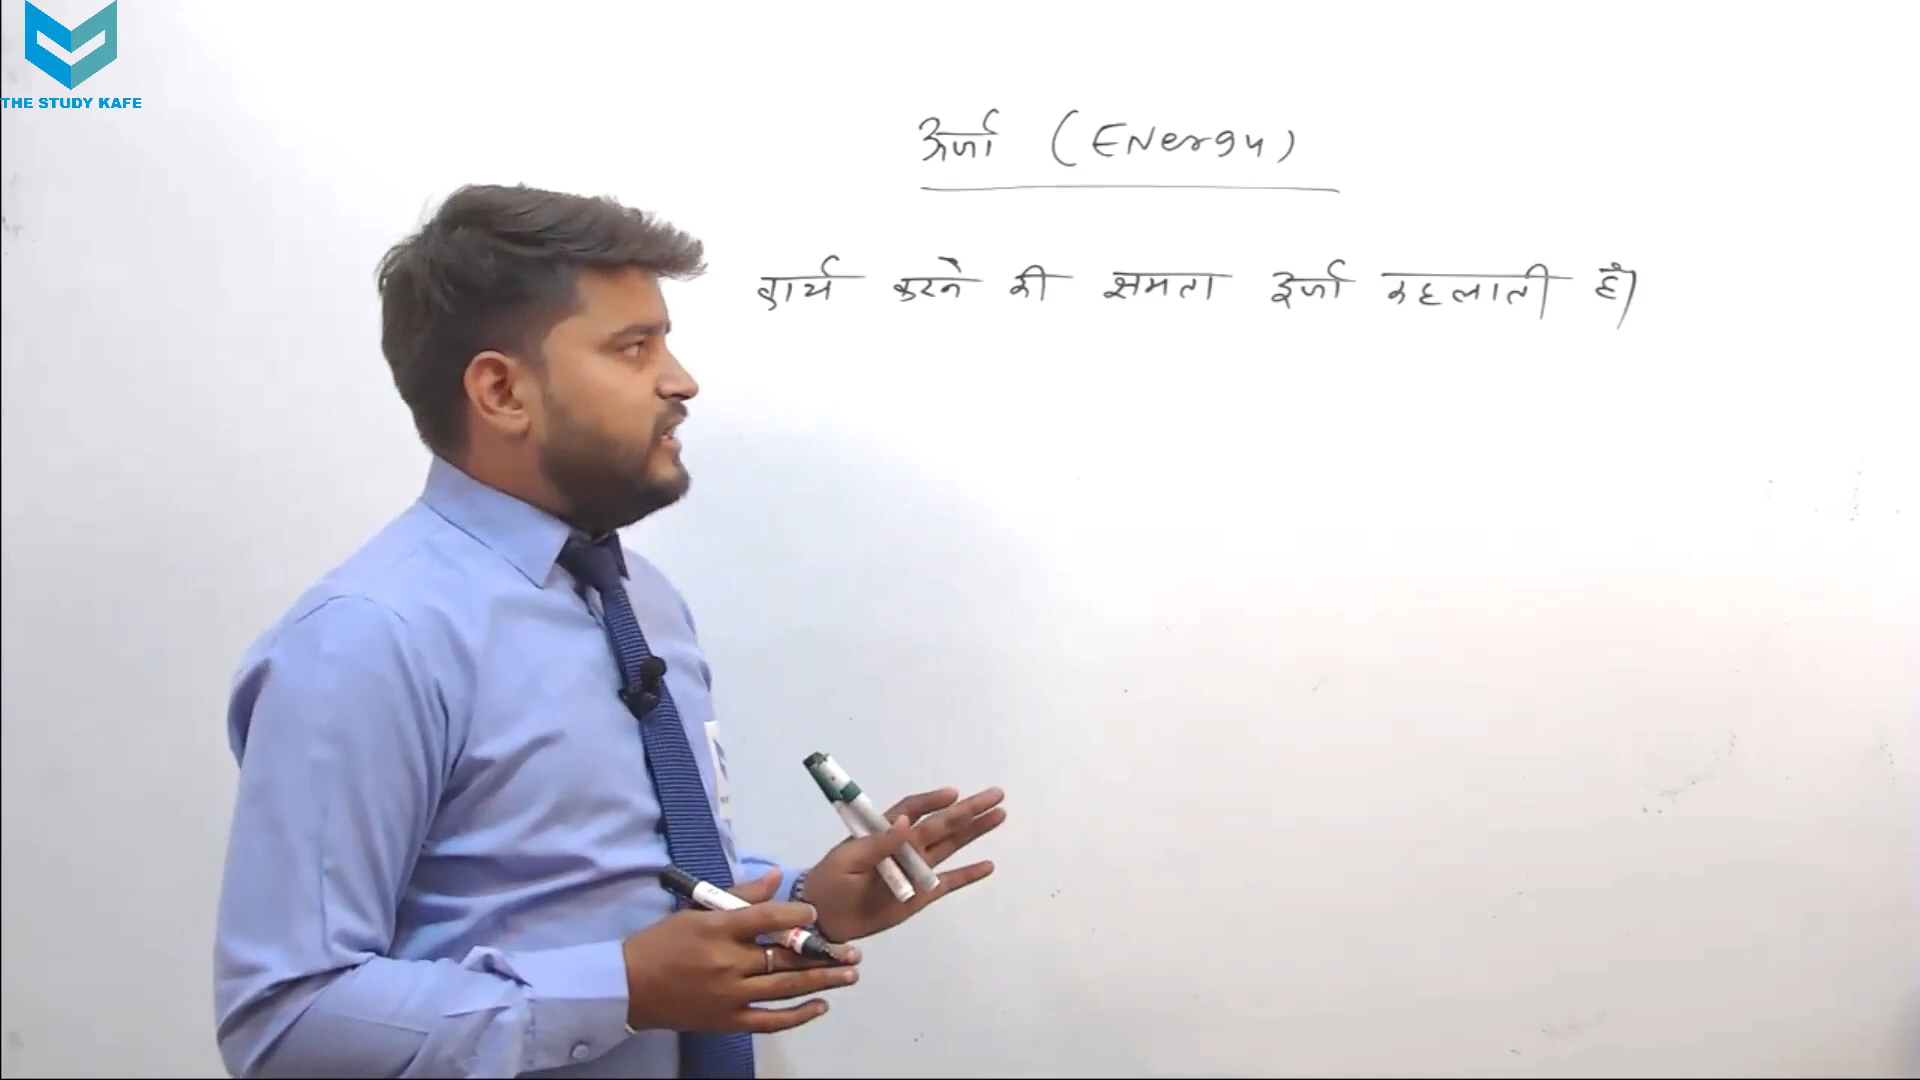 THE STUDY KAFE
ऊर्जा (ENergy)
कार्य करने की क्षमता ऊर्जा कहलाती है।